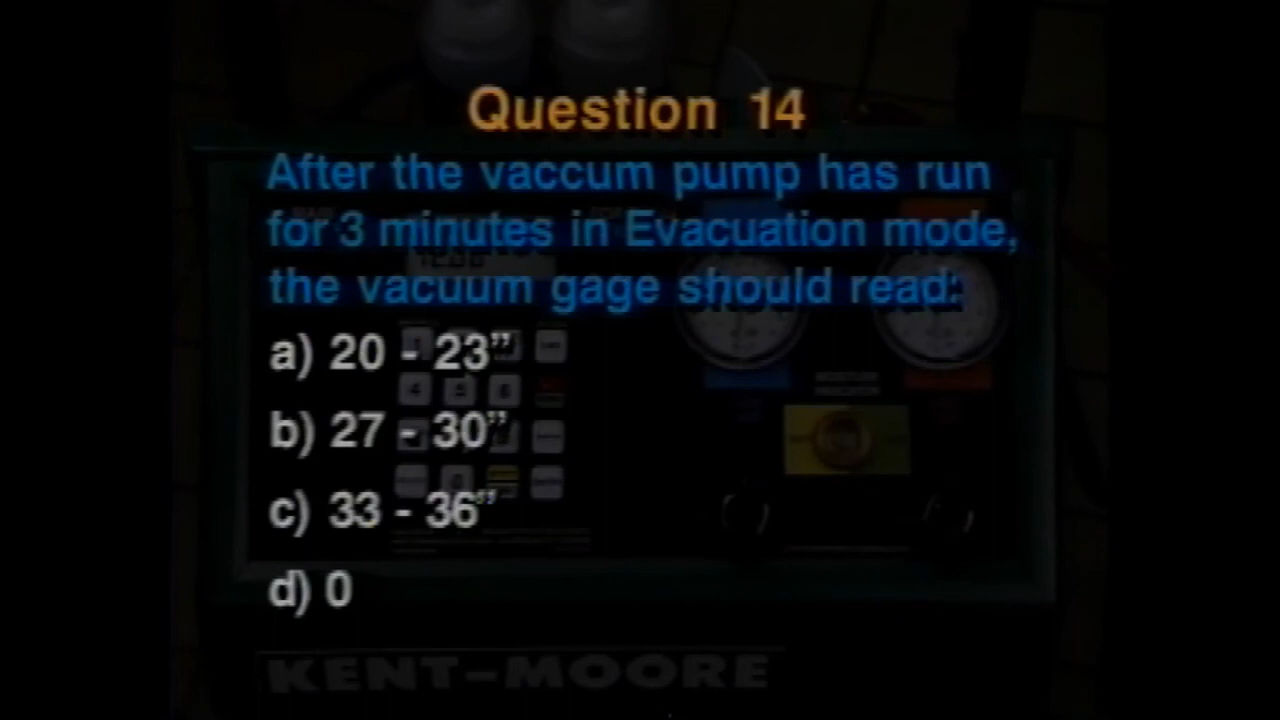 Question 14
After the vaccum pump has run
for 3 minutes in Evacuation mode,
the vacuum gage should read:
a) 20 - 23”
b) 27 - 30”
c) 33 - 36”
d) 0
KENT-MOORE